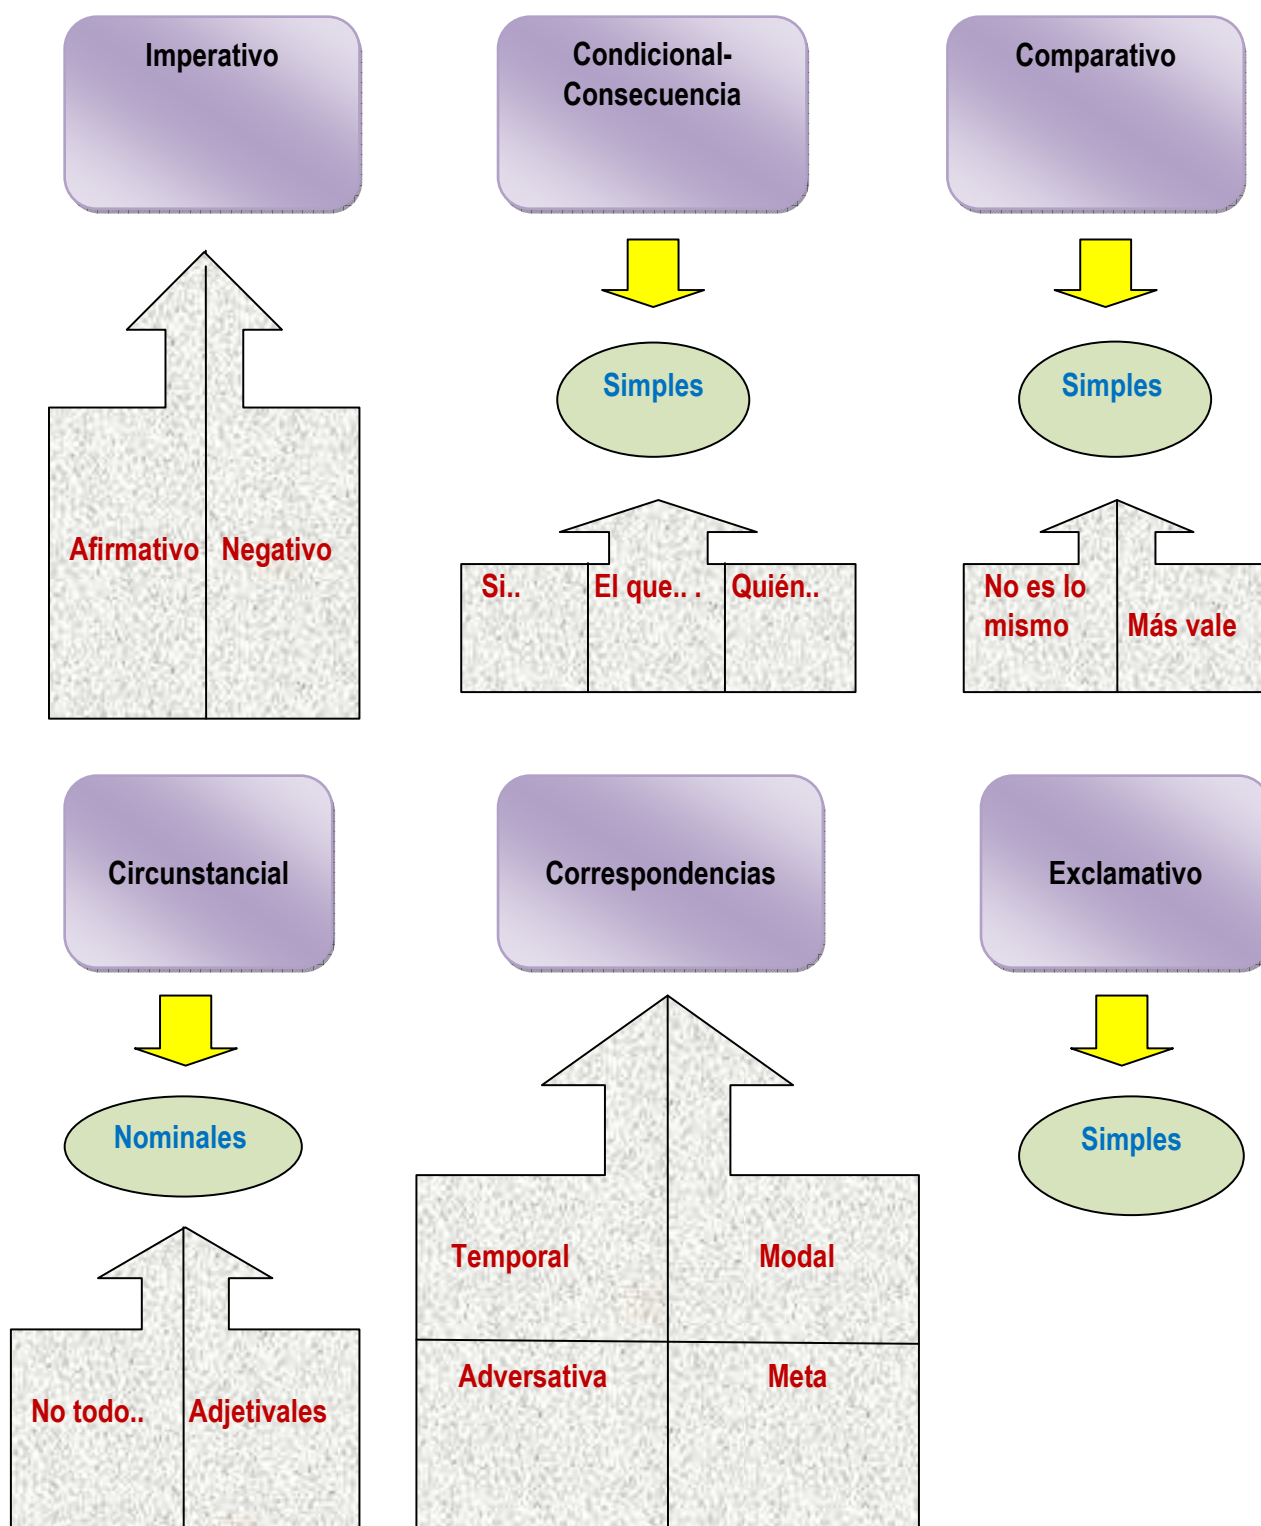 Imperativo
Condicional-
Consecuencia
Comparativo
Simples
Simples
Afirmativo
Negativo
Si..
El que.. .
Quién..
No es lo
mismo
Más vale
Circunstancial
Correspondencias
Exclamativo
Nominales
Simples
Temporal
Modal
Adversativa
Meta
No todo..
Adjetivales